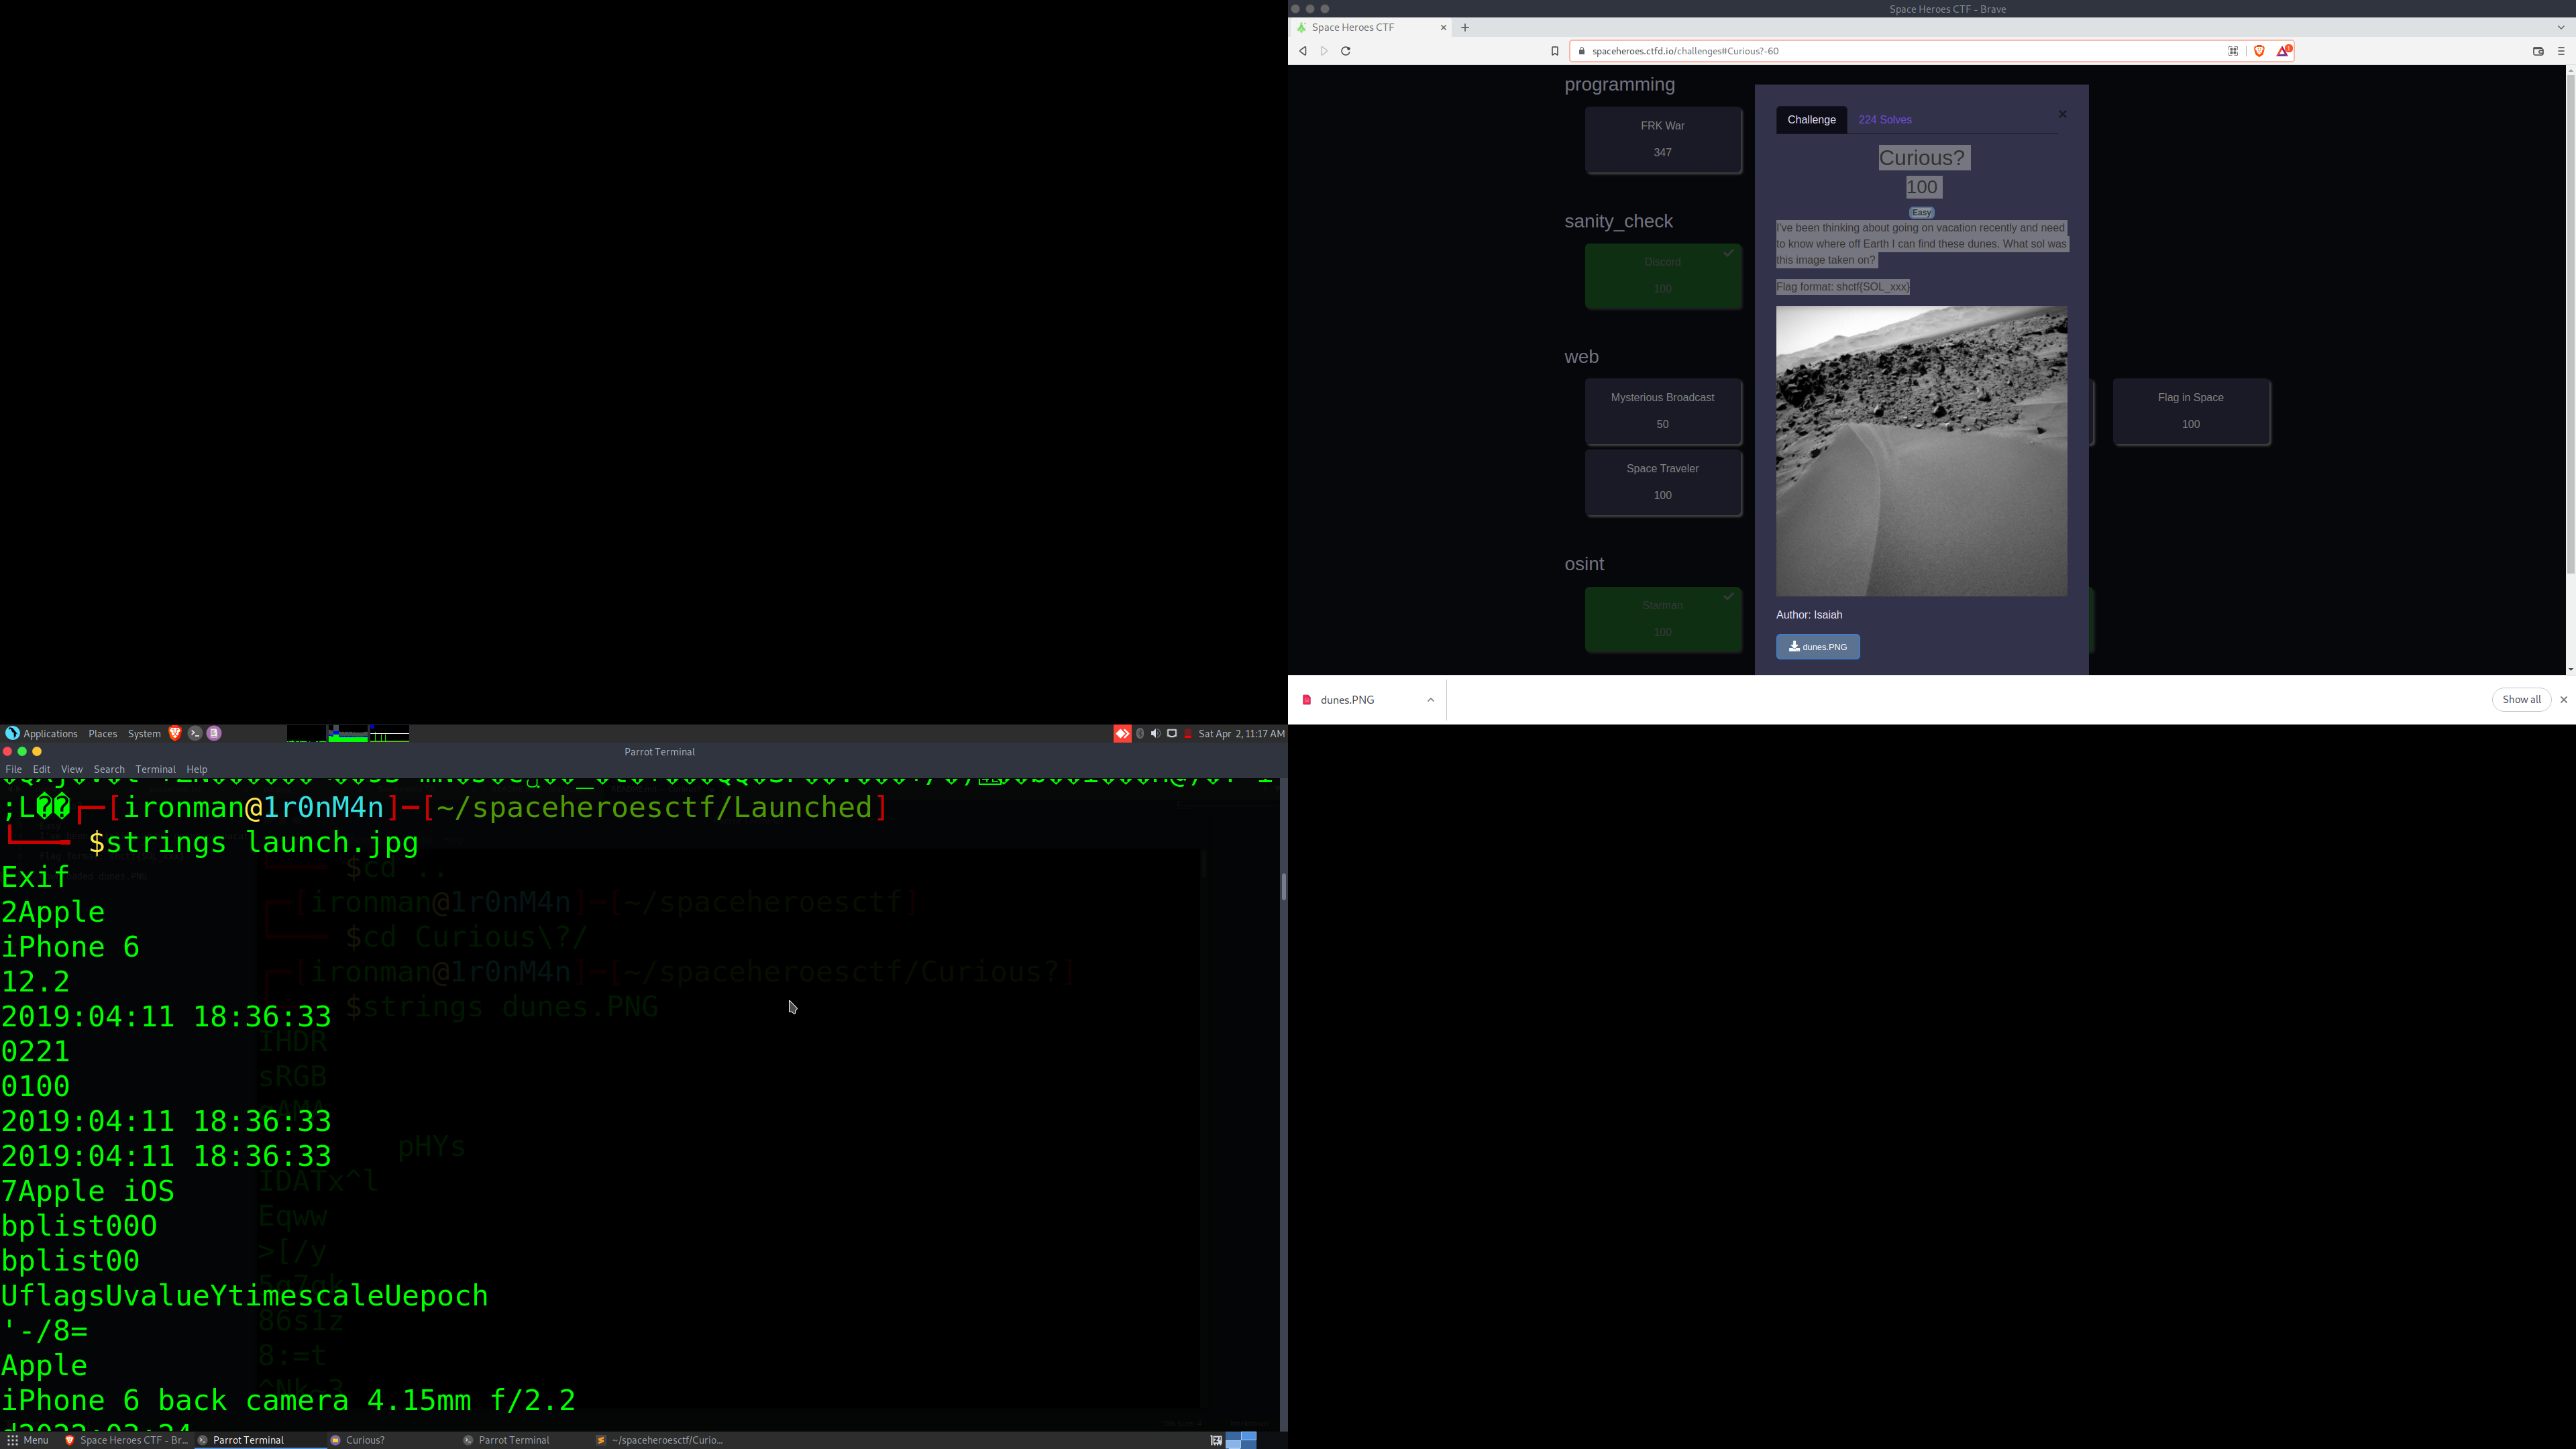 Space Heroes CTF - Brave
Space Heroes CTF
spaceheroes.ctfd.io/challenges#Curious?-60
programming
FRK War
347
sanity_check
Discord
100
web
Mysterious Broadcast
50
Flag in Space
100
Space Traveler
100
osint
Starman
100
Challenge
224 Solves
Curious?
100
Easy
I've been thinking about going on vacation recently and need
to know where off Earth I can find these dunes. What sol was
this image taken on?
Flag format: shctf{SOL_xxx}
Author: Isaiah
dunes.PNG
dunes.PNG
Show all
Applications Places System
Sat Apr 2, 11:17 AM
Parrot Terminal
File Edit View Search Terminal Help
[ironman@1r0nM4n]-[~/spaceheroesctf/Launched]
$strings launch.jpg
Exif
2Apple
iPhone 6
12.2
2019:04:11 18:36:33
0221
0100
2019:04:11 18:36:33
2019:04:11 18:36:33
7Apple iOS
bplist00O
bplist00
UflagsUvalueYtimescaleUepoch
'-/8=
Apple
iPhone 6 back camera 4.15mm f/2.2
$cd ..
[ironman@1r0nM4n]-[~/spaceheroesctf]
$cd Curious\?/
[ironman@1r0nM4n]-[~/spaceheroesctf/Curious?]
$strings dunes.PNG
IHDR
sRGB
pHYs
IDATx^l
Eqww
>[/y
86s1z
8:=t
Menu
Space Heroes CTF - Br...
Parrot Terminal
Curious?
Parrot Terminal
~/spaceheroesctf/Curio...